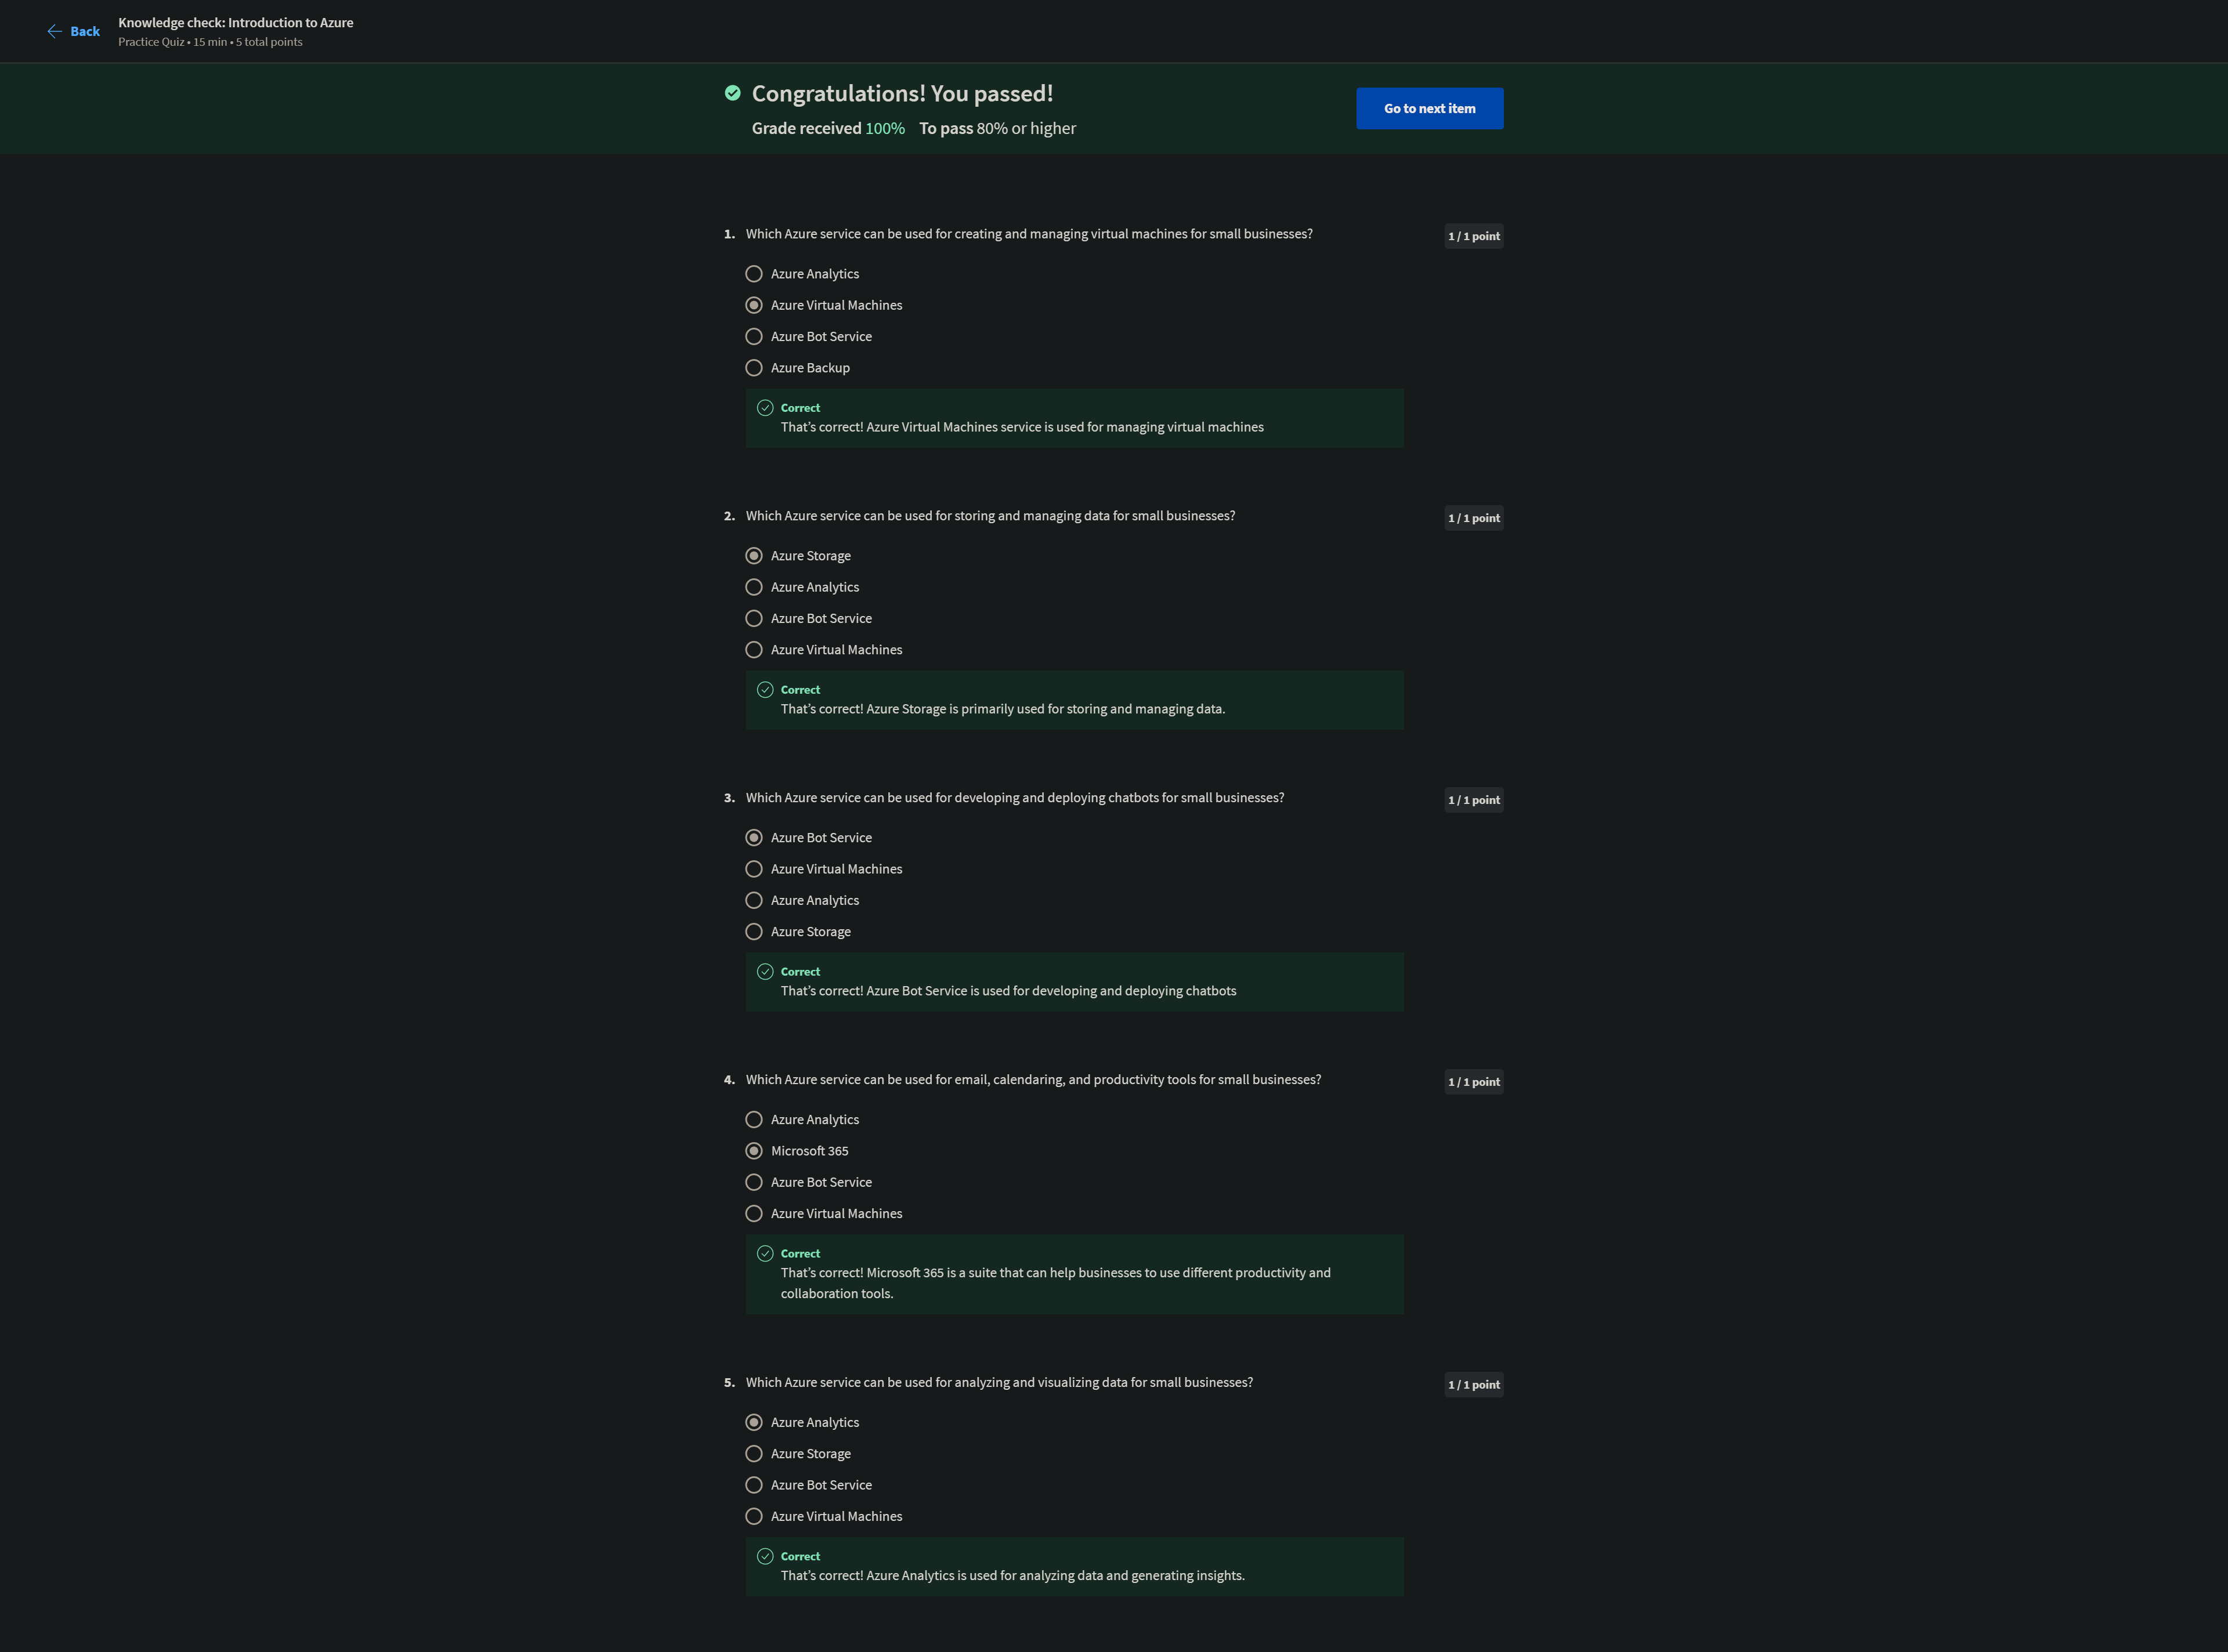 Back
Knowledge check: Introduction to Azure
Practice Quiz • 15 min • 5 total points
Congratulations! You passed!
Grade received 100% To pass 80% or higher
Go to next item
1. Which Azure service can be used for creating and managing virtual machines for small businesses?
1 / 1 point
Azure Analytics
Azure Virtual Machines
Azure Bot Service
Azure Backup
Correct
That’s correct! Azure Virtual Machines service is used for managing virtual machines
2. Which Azure service can be used for storing and managing data for small businesses?
1 / 1 point
Azure Storage
Azure Analytics
Azure Bot Service
Azure Virtual Machines
Correct
That’s correct! Azure Storage is primarily used for storing and managing data.
3. Which Azure service can be used for developing and deploying chatbots for small businesses?
1 / 1 point
Azure Bot Service
Azure Virtual Machines
Azure Analytics
Azure Storage
Correct
That’s correct! Azure Bot Service is used for developing and deploying chatbots
4. Which Azure service can be used for email, calendaring, and productivity tools for small businesses?
1 / 1 point
Azure Analytics
Microsoft 365
Azure Bot Service
Azure Virtual Machines
Correct
That’s correct! Microsoft 365 is a suite that can help businesses to use different productivity and
collaboration tools.
5. Which Azure service can be used for analyzing and visualizing data for small businesses?
1 / 1 point
Azure Analytics
Azure Storage
Azure Bot Service
Azure Virtual Machines
Correct
That’s correct! Azure Analytics is used for analyzing data and generating insights.